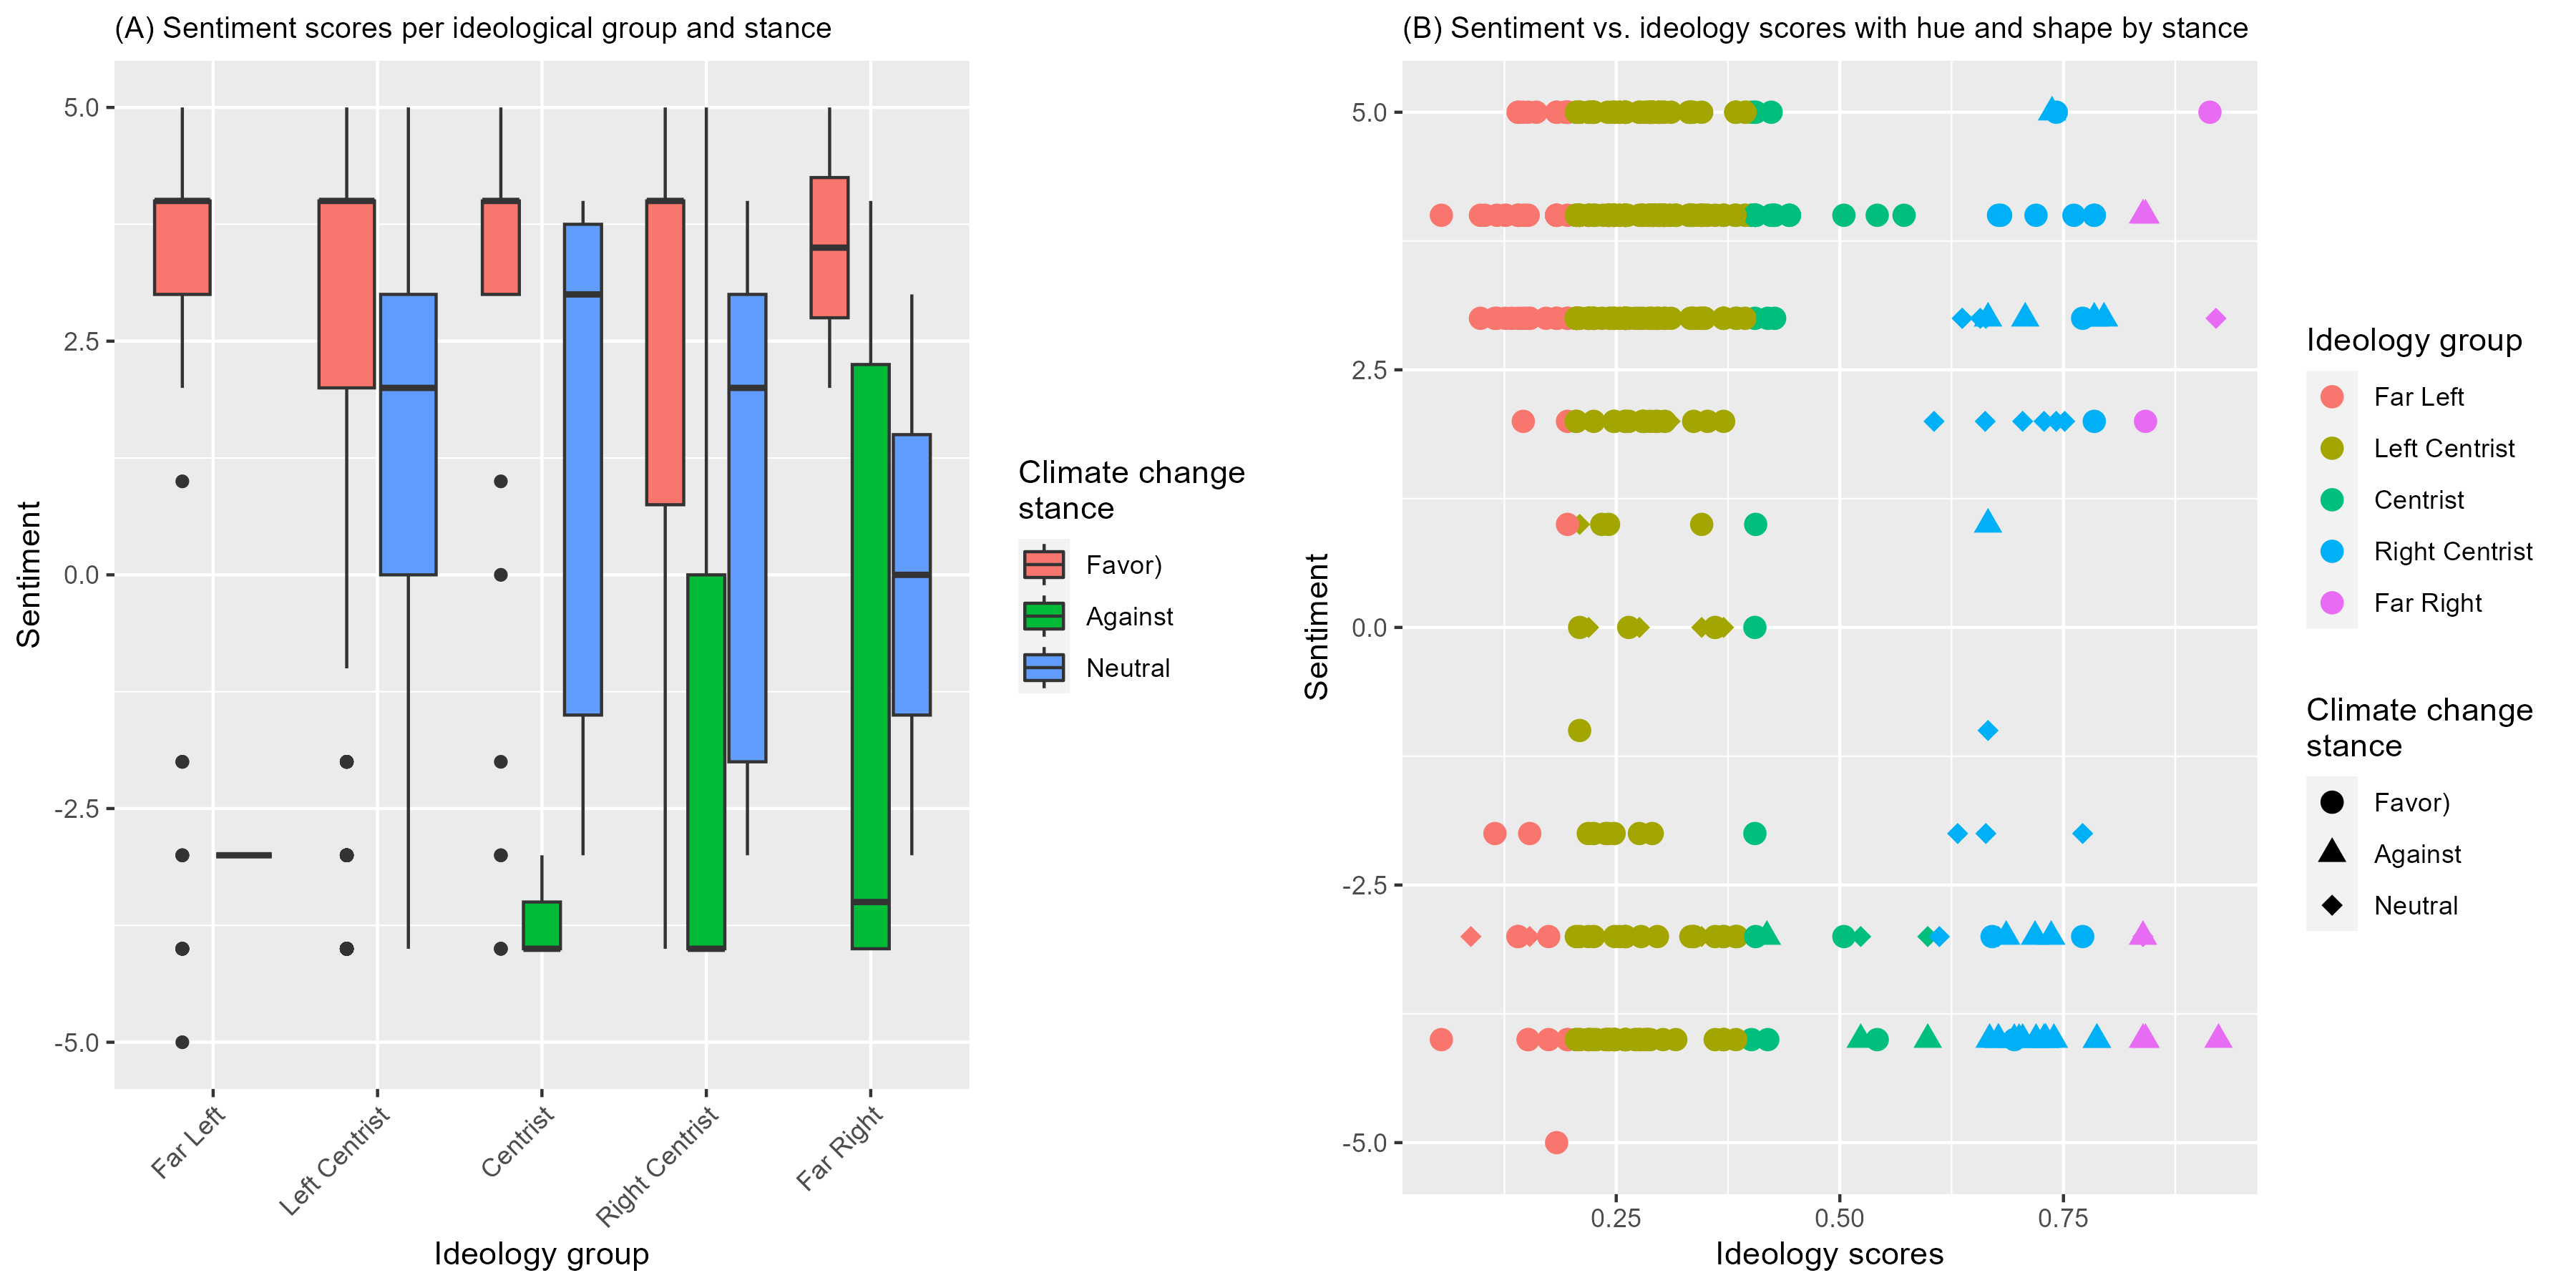 (A) Sentiment scores per ideological group and stance
Sentiment
5.0
2.5
0.0
-2.5
-5.0
Far Left
Left Centrist
Centrist
Right Centrist
Far Right
Ideology group
Climate change
stance
Favor)
Against
Neutral
(B) Sentiment vs. ideology scores with hue and shape by stance
Sentiment
5.0
2.5
0.0
-2.5
-5.0
0.25
0.50
0.75
Ideology scores
Ideology group
Far Left
Left Centrist
Centrist
Right Centrist
Far Right
Climate change
stance
Favor)
Against
Neutral